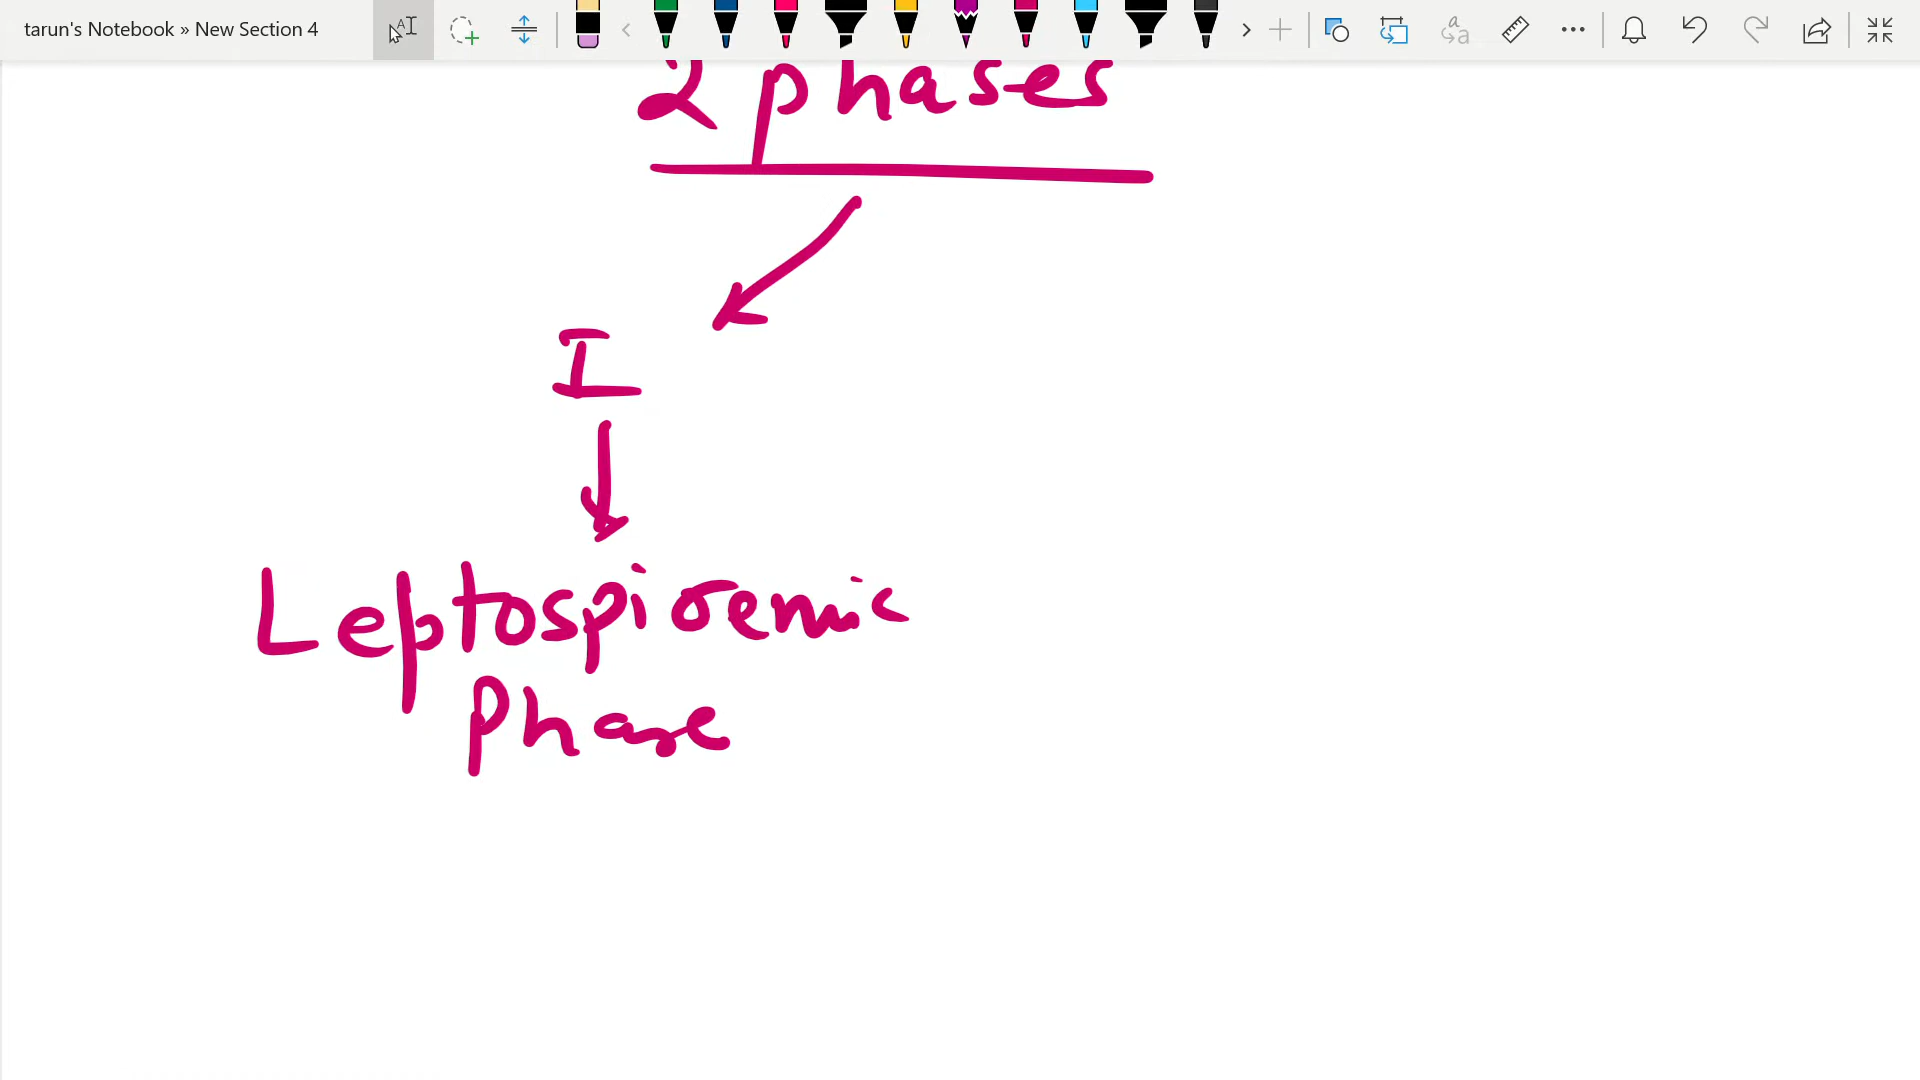 tarun's Notebook » New Section 4
2 phases
I
Leptospiremic
Phase